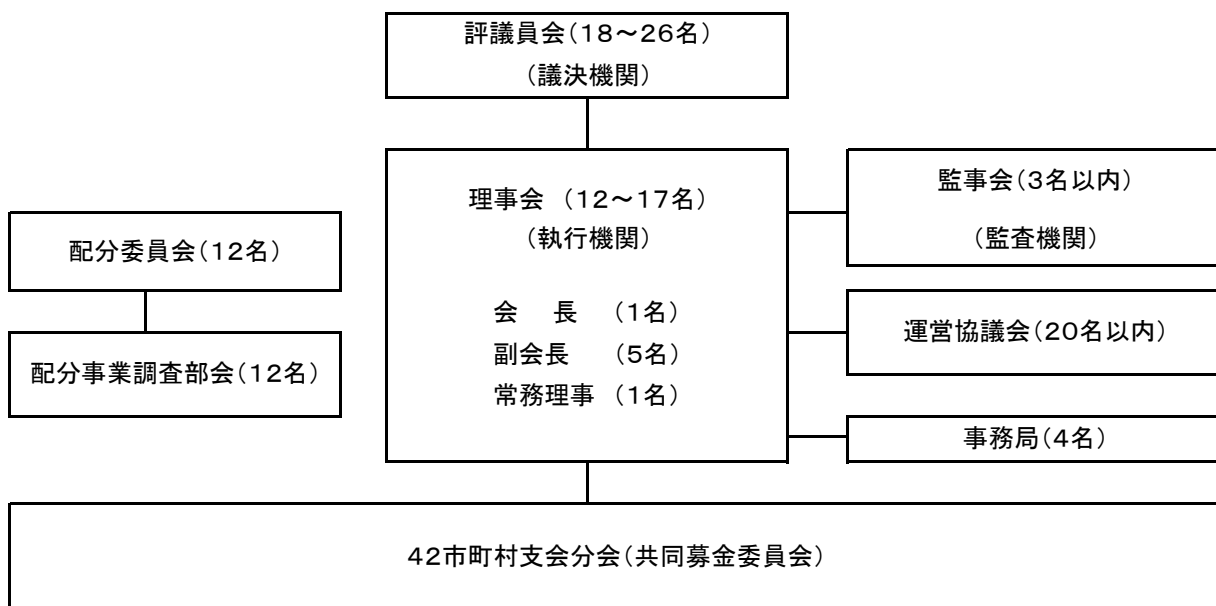 評議員会(18～26名)
(議決機関)
理事会 (12～17名)
(執行機関)
会　長 (1名)
副会長 (5名)
常務理事 (1名)
監事会(3名以内)
(監査機関)
運営協議会(20名以内)
事務局(4名)
配分委員会(12名)
配分事業調査部会(12名)
42市町村支会分会(共同募金委員会)